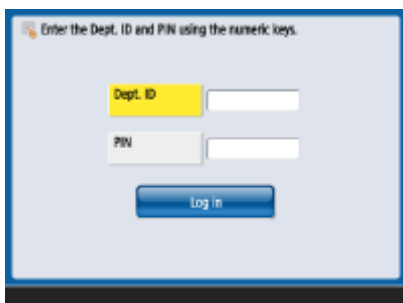 Enter the Dept. ID and PIN using the numeric keys.
Dept. ID
PIN
Log in